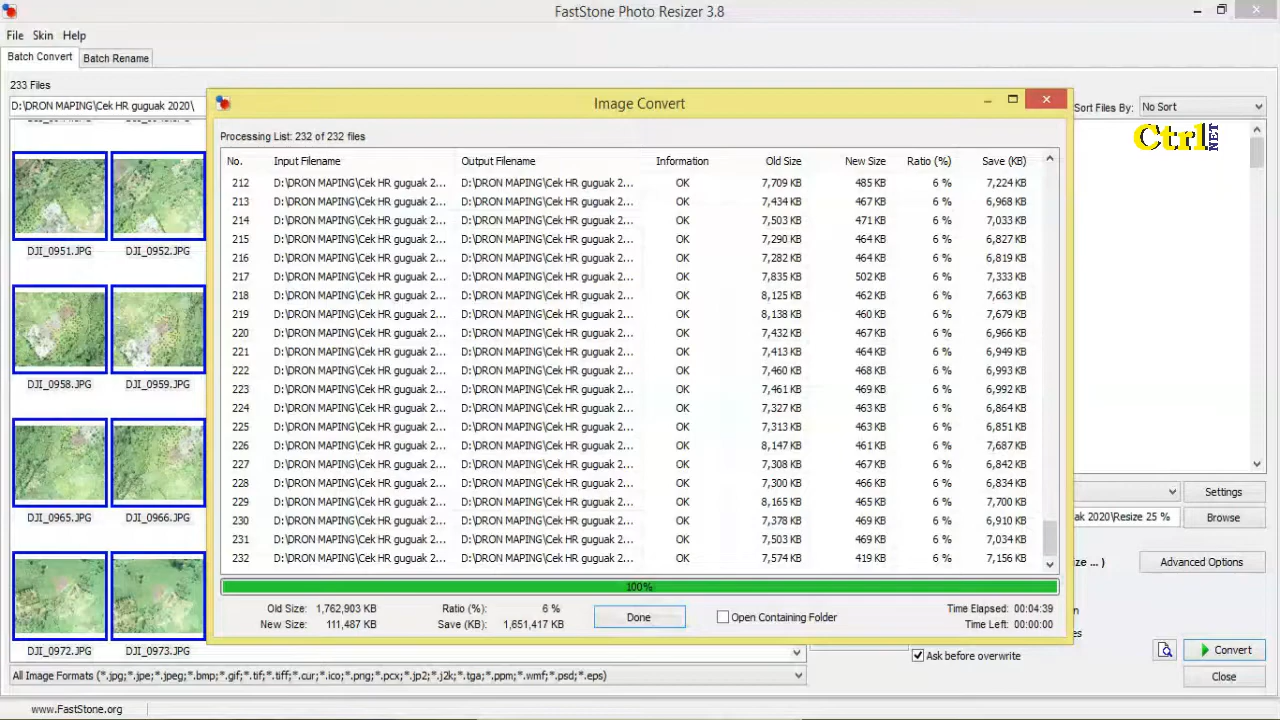 FastStone Photo Resizer 3.8
File Skin Help
Batch Convert Batch Rename
233 Files
D:\DRON MAPING\Cek HR guguak 2020\
Sort Files By: No Sort
Ctrl NET
DJI_0951.JPG DJI_0952.JPG
DJI_0958.JPG DJI_0959.JPG
DJI_0965.JPG DJI_0966.JPG
DJI_0972.JPG DJI_0973.JPG
Image Convert
Processing List: 232 of 232 files
No. Input Filename Output Filename Information Old Size New Size Ratio (%) Save (KB)
212 D:\DRON MAPING\Cek HR guguak 2... D:\DRON MAPING\Cek HR guguak 2... OK 7,709 KB 485 KB 6 % 7,224 KB
213 D:\DRON MAPING\Cek HR guguak 2... D:\DRON MAPING\Cek HR guguak 2... OK 7,434 KB 467 KB 6 % 6,968 KB
214 D:\DRON MAPING\Cek HR guguak 2... D:\DRON MAPING\Cek HR guguak 2... OK 7,503 KB 471 KB 6 % 7,033 KB
215 D:\DRON MAPING\Cek HR guguak 2... D:\DRON MAPING\Cek HR guguak 2... OK 7,290 KB 464 KB 6 % 6,827 KB
216 D:\DRON MAPING\Cek HR guguak 2... D:\DRON MAPING\Cek HR guguak 2... OK 7,282 KB 464 KB 6 % 6,819 KB
217 D:\DRON MAPING\Cek HR guguak 2... D:\DRON MAPING\Cek HR guguak 2... OK 7,835 KB 502 KB 6 % 7,333 KB
218 D:\DRON MAPING\Cek HR guguak 2... D:\DRON MAPING\Cek HR guguak 2... OK 8,125 KB 462 KB 6 % 7,663 KB
219 D:\DRON MAPING\Cek HR guguak 2... D:\DRON MAPING\Cek HR guguak 2... OK 8,138 KB 460 KB 6 % 7,679 KB
220 D:\DRON MAPING\Cek HR guguak 2... D:\DRON MAPING\Cek HR guguak 2... OK 7,432 KB 467 KB 6 % 6,966 KB
221 D:\DRON MAPING\Cek HR guguak 2... D:\DRON MAPING\Cek HR guguak 2... OK 7,413 KB 464 KB 6 % 6,949 KB
222 D:\DRON MAPING\Cek HR guguak 2... D:\DRON MAPING\Cek HR guguak 2... OK 7,460 KB 468 KB 6 % 6,993 KB
223 D:\DRON MAPING\Cek HR guguak 2... D:\DRON MAPING\Cek HR guguak 2... OK 7,461 KB 469 KB 6 % 6,992 KB
224 D:\DRON MAPING\Cek HR guguak 2... D:\DRON MAPING\Cek HR guguak 2... OK 7,327 KB 463 KB 6 % 6,864 KB
225 D:\DRON MAPING\Cek HR guguak 2... D:\DRON MAPING\Cek HR guguak 2... OK 7,313 KB 463 KB 6 % 6,851 KB
226 D:\DRON MAPING\Cek HR guguak 2... D:\DRON MAPING\Cek HR guguak 2... OK 8,147 KB 461 KB 6 % 7,687 KB
227 D:\DRON MAPING\Cek HR guguak 2... D:\DRON MAPING\Cek HR guguak 2... OK 7,308 KB 466 KB 6 % 6,842 KB
228 D:\DRON MAPING\Cek HR guguak 2... D:\DRON MAPING\Cek HR guguak 2... OK 7,300 KB 466 KB 6 % 6,834 KB
229 D:\DRON MAPING\Cek HR guguak 2... D:\DRON MAPING\Cek HR guguak 2... OK 8,165 KB 465 KB 6 % 7,700 KB
230 D:\DRON MAPING\Cek HR guguak 2... D:\DRON MAPING\Cek HR guguak 2... OK 7,378 KB 469 KB 6 % 6,910 KB
231 D:\DRON MAPING\Cek HR guguak 2... D:\DRON MAPING\Cek HR guguak 2... OK 7,503 KB 469 KB 6 % 7,034 KB
232 D:\DRON MAPING\Cek HR guguak 2... D:\DRON MAPING\Cek HR guguak 2... OK 7,574 KB 419 KB 6 % 7,156 KB
100%
Old Size: 1,762,903 KB Ratio (%): 6 % Time Elapsed: 00:04:39
New Size: 111,487 KB Save (KB): 1,651,417 KB Time Left: 00:00:00
Done Open Containing Folder
Settings
ak 2020\Resize 25 % Browse
ize ... ) Advanced Options
Convert
Ask before overwrite
All Image Formats (*.jpg;*.jpe;*.jpeg;*.bmp;*.gif;*.tif;*.tiff;*.cur;*.ico;*.png;*.pcx;*.jp2;*.j2k;*.tga;*.ppm;*.wmf;*.psd;*.eps)
Close
www.FastStone.org